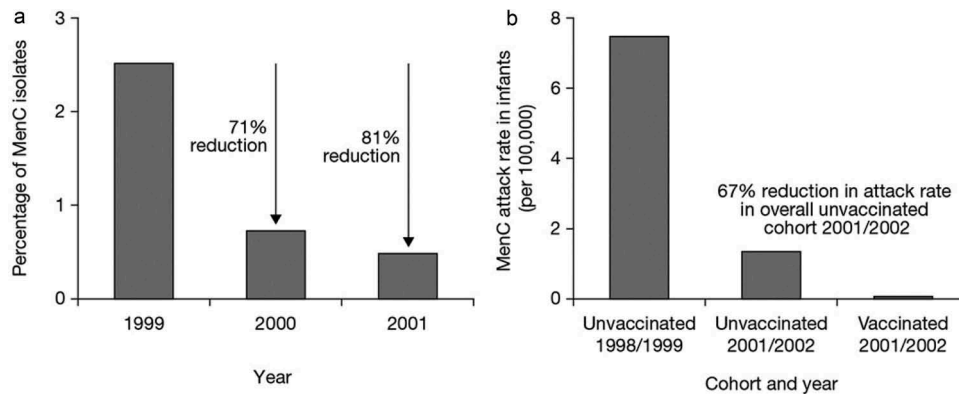 a
Percentage of MenC isolates
3
2
1
0
71%
reduction
81%
reduction
1999
2000
2001
Year
b
MenC attack rate in infants
(per 100,000)
8
6
4
2
0
67% reduction in attack rate
in overall unvaccinated
cohort 2001/2002
Unvaccinated
1998/1999
Unvaccinated
2001/2002
Vaccinated
2001/2002
Cohort and year